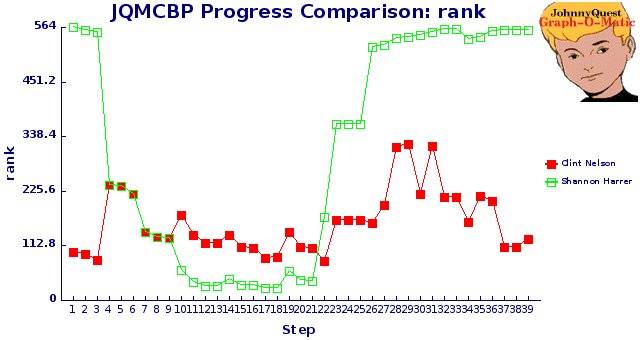 JQMCBP Progress Comparison: rank
JohnnyQuest
Graph-O-Matic
564
451.2
338.4
225.6
112.8
0
rank
Clint Nelson
Shannon Harrer
1 2 3 4 5 6 7 8 9 10 11 12 13 14 15 16 17 18 19 20 21 22 23 24 25 26 27 28 29 30 31 32 33 34 35 36 37 38 39
Step